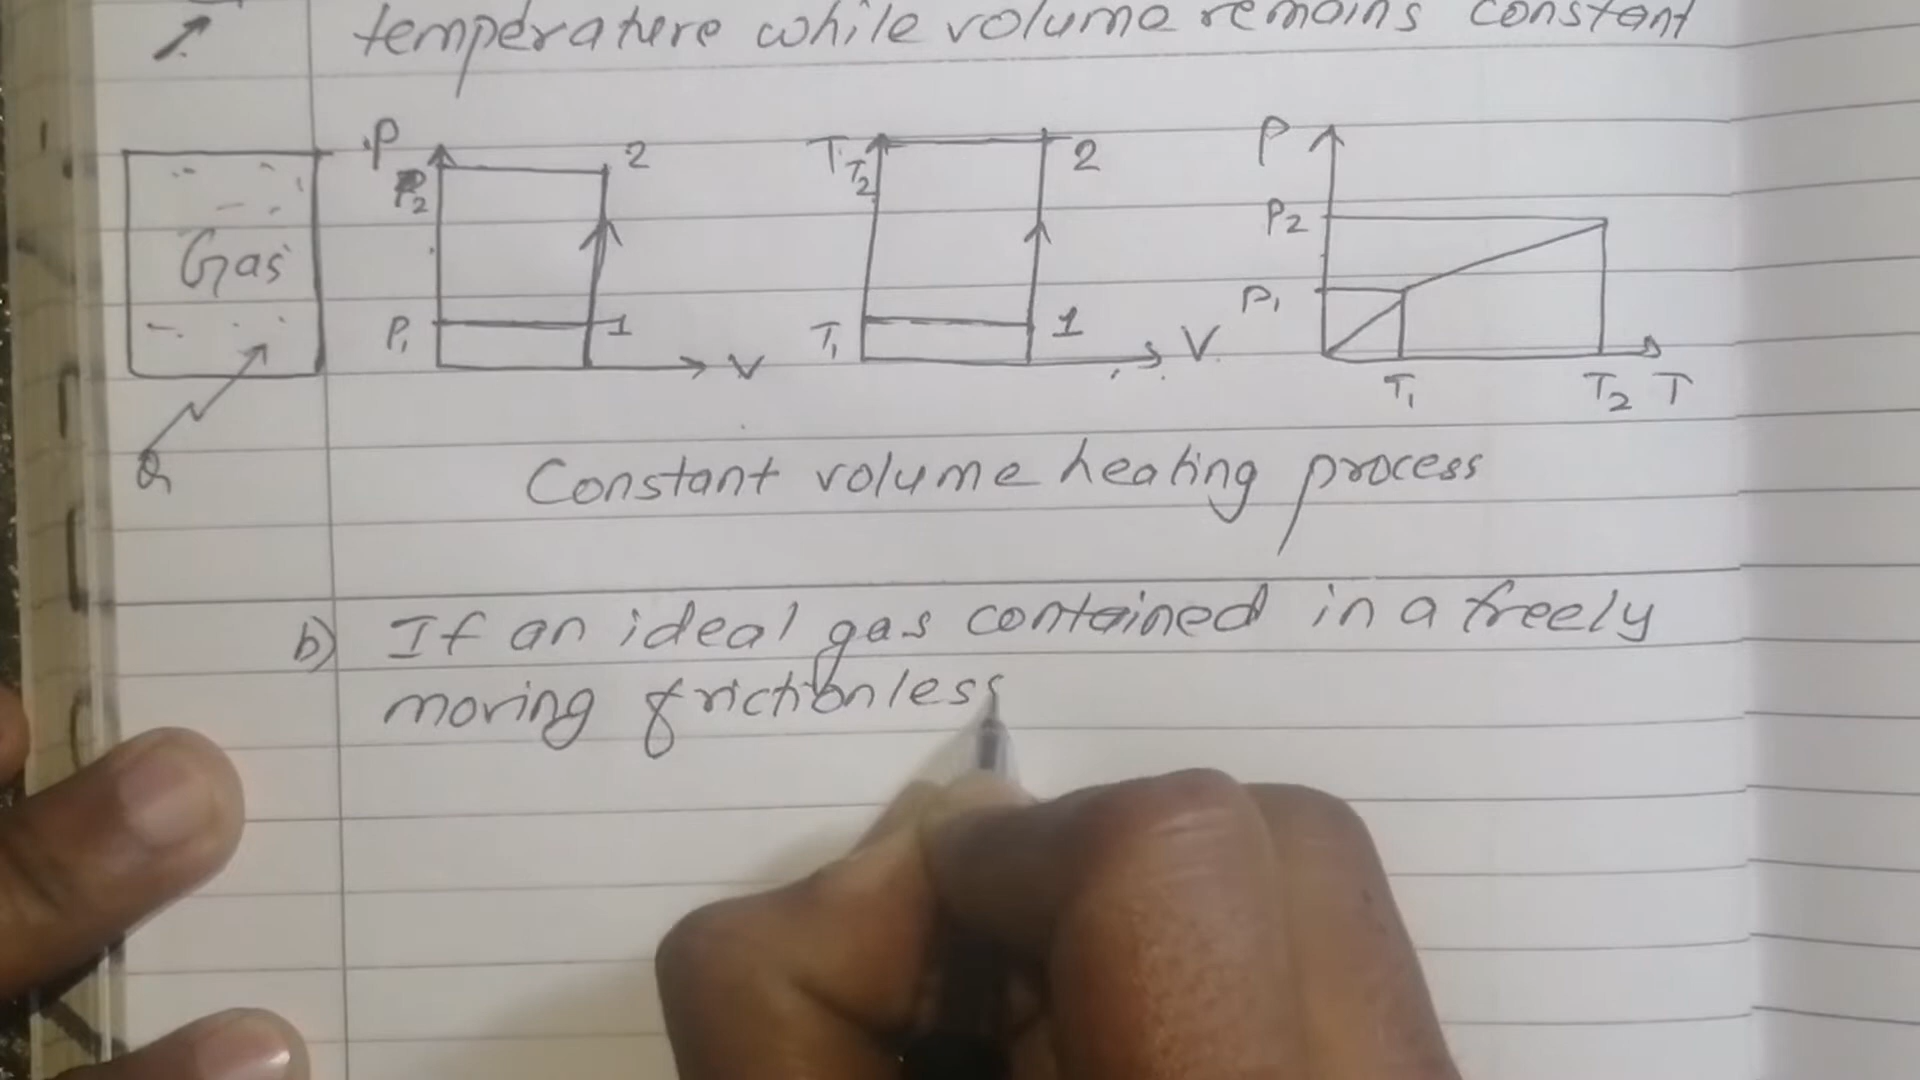 temperature while volume remains constant
P
P2
2
P1
1
V
Gas
Q
T
T2
2
T1
1
V
P
P2
P1
T1
T2 T
Constant volume heating process
b) If an ideal gas contained in a freely
moving frictionless